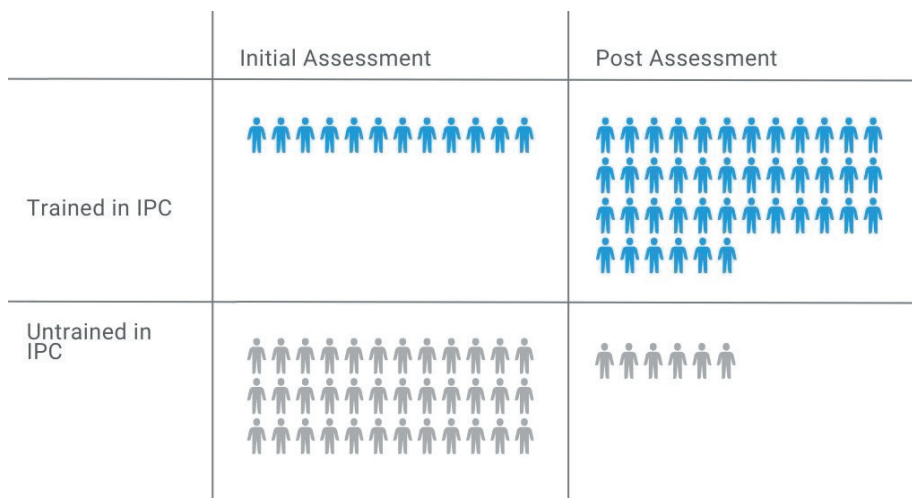 Initial Assessment
Post Assessment
Trained in IPC
Untrained in
IPC